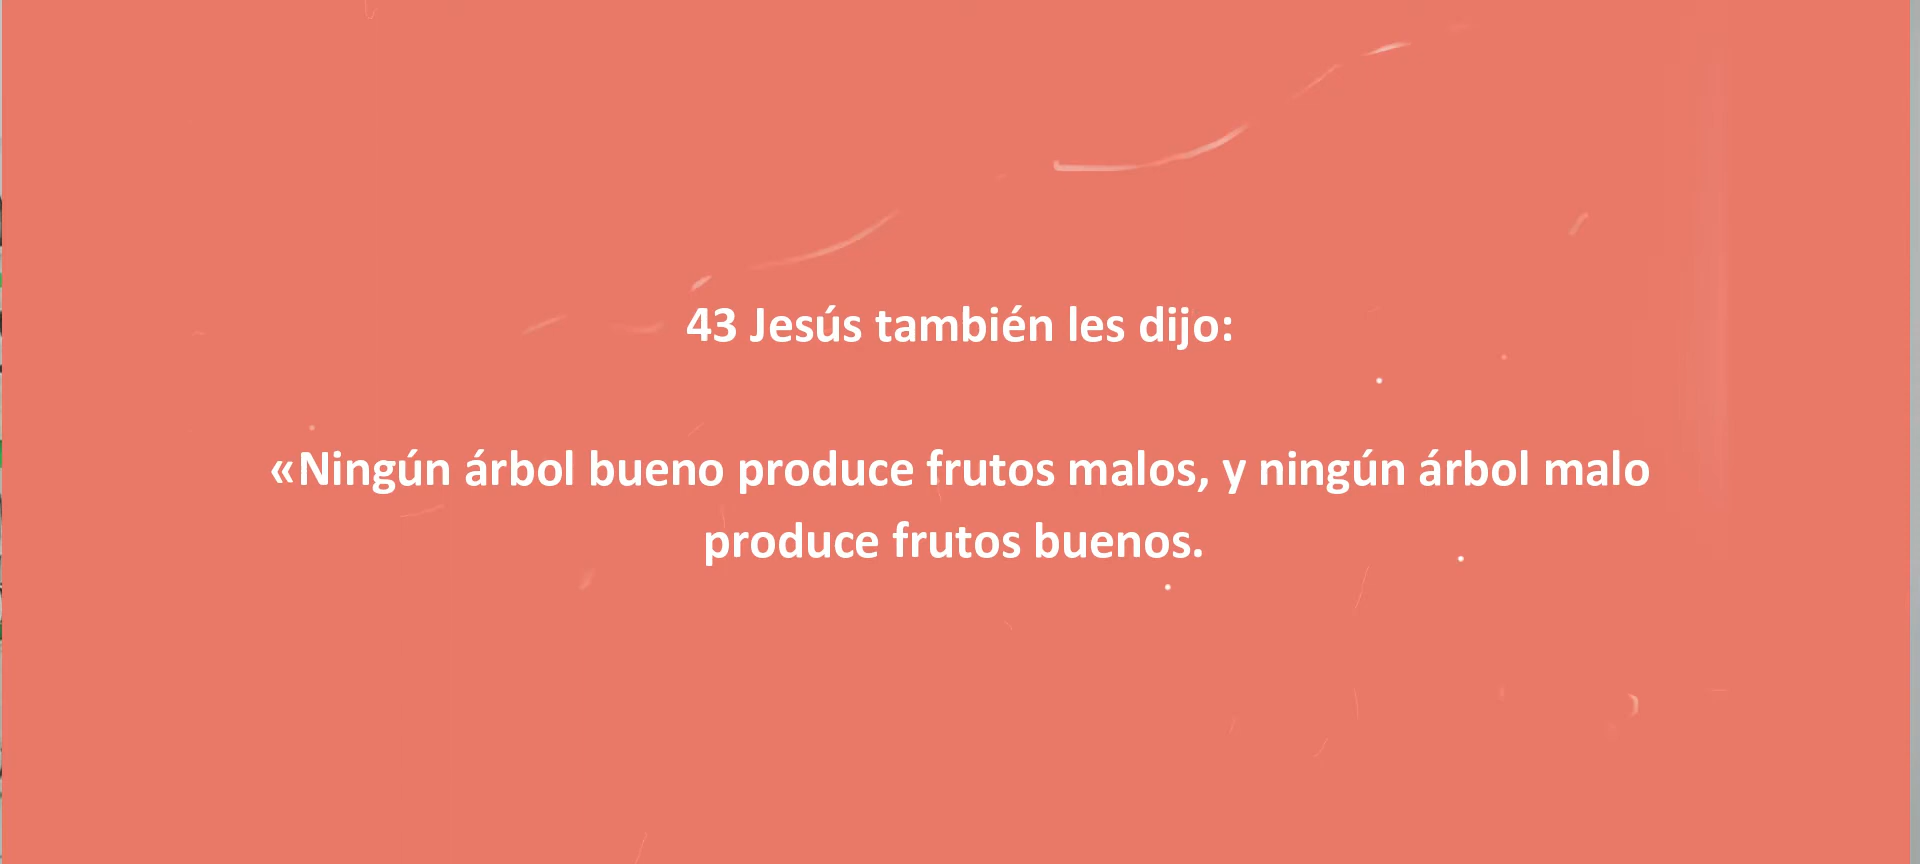 43 Jesús también les dijo:
«Ningún árbol bueno produce frutos malos, y ningún árbol malo
produce frutos buenos.